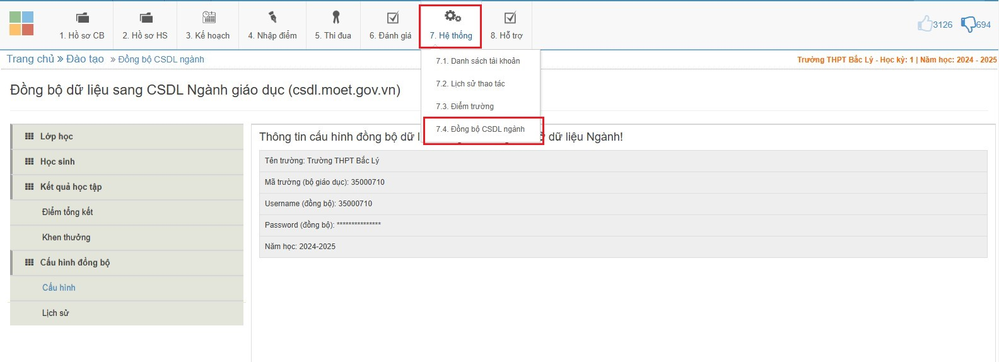 1. Hồ sơ CB
2. Hồ sơ HS
3. Kế hoạch
4. Nhập điểm
5. Thi đua
6. Đánh giá
7. Hệ thống
8. Hỗ trợ
3126
694
Trang chủ » Đào tạo » Đồng bộ CSDL ngành
Trường THPT Bắc Lý - Học kỳ: 1 | Năm học: 2024 - 2025
7.1. Danh sách tài khoản
7.2. Lịch sử thao tác
7.3. Điểm trường
7.4. Đồng bộ CSDL ngành
Đồng bộ dữ liệu sang CSDL Ngành giáo dục (csdl.moet.gov.vn)
Lớp học
Học sinh
Kết quả học tập
Điểm tổng kết
Khen thưởng
Cấu hình đồng bộ
Cấu hình
Lịch sử
Thông tin cấu hình đồng bộ dữ dữ liệu Ngành!
Tên trường: Trường THPT Bắc Lý
Mã trường (bộ giáo dục): 35000710
Username (đồng bộ): 35000710
Password (đồng bộ): ***************
Năm học: 2024-2025